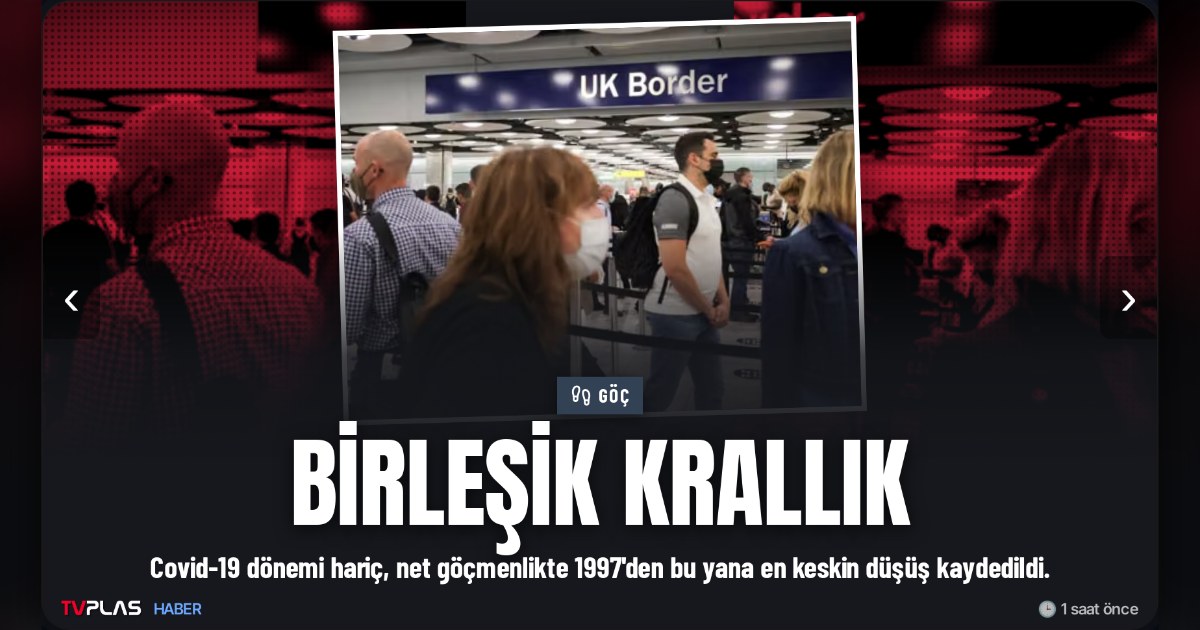 UK Border
GÖÇ
BİRLEŞİK KRALLIK
Covid-19 dönemi hariç, net göçmenlikte 1997'den bu yana en keskin düşüş kaydedildi.
TVPLAS HABER
1 saat önce